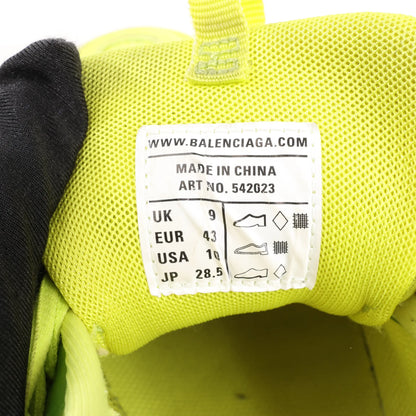 WWW.BALENCIAGA.COM
MADE IN CHINA
ART NO. 542023
UK 9
EUR 43
USA 10
JP 28.5